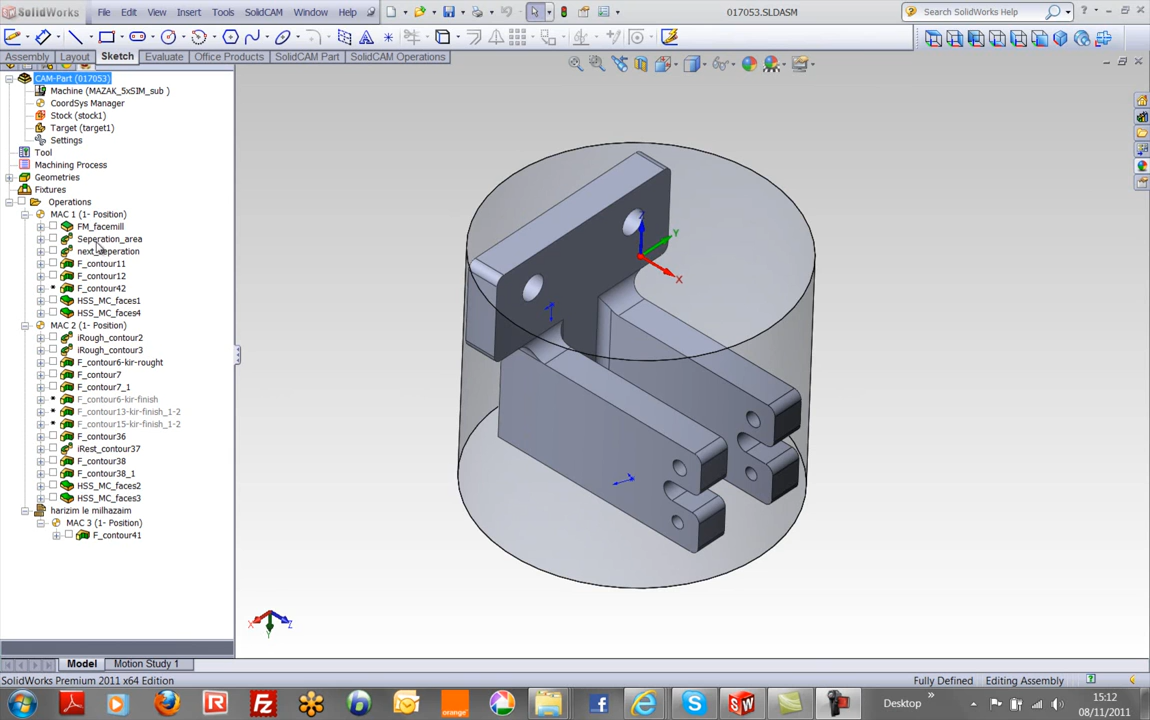 SolidWorks File Edit View Insert Tools SolidCAM Window Help 017053.SLDASM Search SolidWorks Help
Assembly Layout Sketch Evaluate Office Products SolidCAM Part SolidCAM Operations
CAM-Part (017053)
Machine (MAZAK_5xSIM_sub )
CoordSys Manager
Stock (stock1)
Target (target1)
Settings
Tool
Machining Process
Geometries
Fixtures
Operations
MAC 1 (1- Position)
FM_facemill
Seperation_area
next_seperation
F_contour11
F_contour12
F_contour42
HSS_MC_faces1
HSS_MC_faces4
MAC 2 (1- Position)
iRough_contour2
iRough_contour3
F_contour6-kir-rought
F_contour7
F_contour7_1
F_contour6-kir-finish
F_contour13-kir-finish_1-2
F_contour15-kir-finish_1-2
F_contour36
iRest_contour37
F_contour38
F_contour38_1
HSS_MC_faces2
HSS_MC_faces3
harizim le milhazaim
MAC 3 (1- Position)
F_contour41
Z
Y
X
X
Y
Z
Model Motion Study 1
SolidWorks Premium 2011 x64 Edition Fully Defined Editing Assembly
Desktop
15:12
08/11/2011